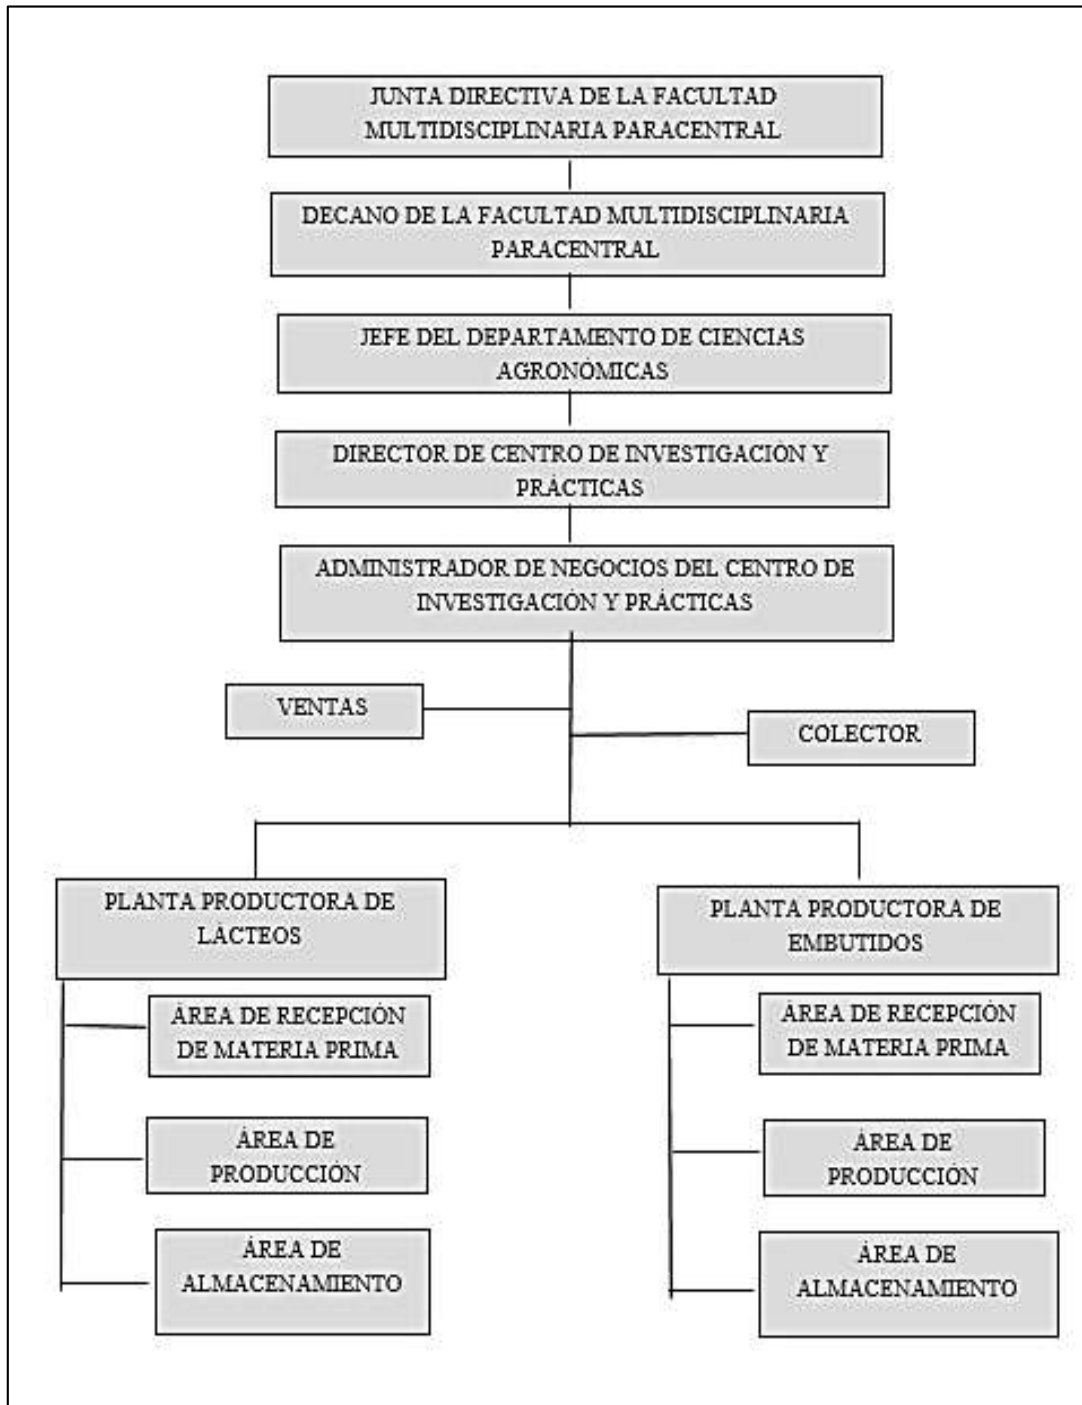 JUNTA DIRECTIVA DE LA FACULTAD
MULTIDISCIPLINARIA PARACENTRAL
DECANO DE LA FACULTAD MULTIDISCIPLINARIA
PARACENTRAL
JEFE DEL DEPARTAMENTO DE CIENCIAS
AGRONÓMICAS
DIRECTOR DE CENTRO DE INVESTIGACIÓN Y
PRÁCTICAS
ADMINISTRADOR DE NEGOCIOS DEL CENTRO DE
INVESTIGACIÓN Y PRÁCTICAS
VENTAS
COLECTOR
PLANTA PRODUCTORA DE
LÁCTEOS
ÁREA DE RECEPCIÓN
DE MATERIA PRIMA
ÁREA DE
PRODUCCIÓN
ÁREA DE
ALMACENAMIENTO
PLANTA PRODUCTORA DE
EMBUTIDOS
ÁREA DE RECEPCIÓN
DE MATERIA PRIMA
ÁREA DE
PRODUCCIÓN
ÁREA DE
ALMACENAMIENTO